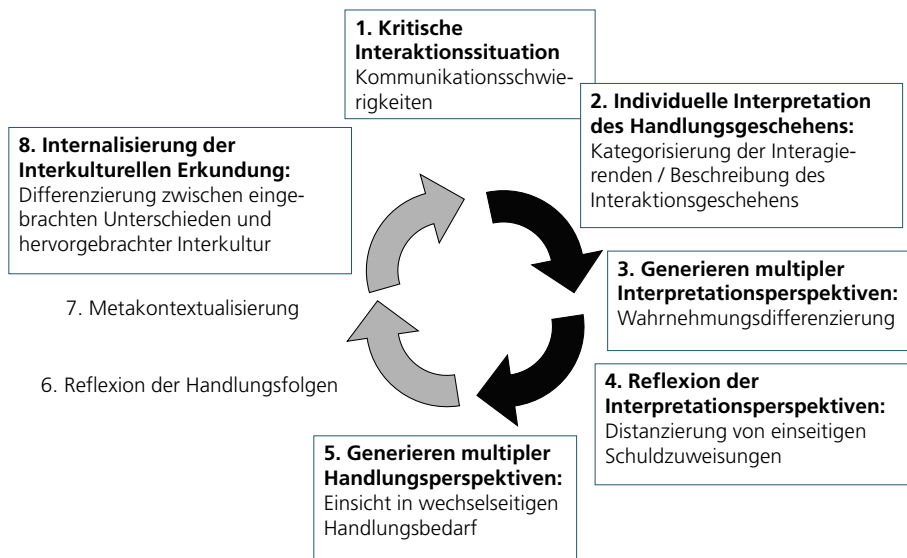 1. Kritische
Interaktionssituation
Kommunikationsschwie-
rigkeiten
2. Individuelle Interpretation
des Handlungsgeschehens:
Kategorisierung der Interagie-
renden / Beschreibung des
Interaktionsgeschehens
3. Generieren multipler
Interpretationsperspektiven:
Wahrnehmungsdifferenzierung
4. Reflexion der
Interpretationsperspektiven:
Distanzierung von einseitigen
Schuldzuweisungen
5. Generieren multipler
Handlungsperspektiven:
Einsicht in wechselseitigen
Handlungsbedarf
6. Reflexion der Handlungsfolgen
7. Metakontextualisierung
8. Internalisierung der
Interkulturellen Erkundung:
Differenzierung zwischen einge-
brachten Unterschieden und
hervorgebrachter Interkultur